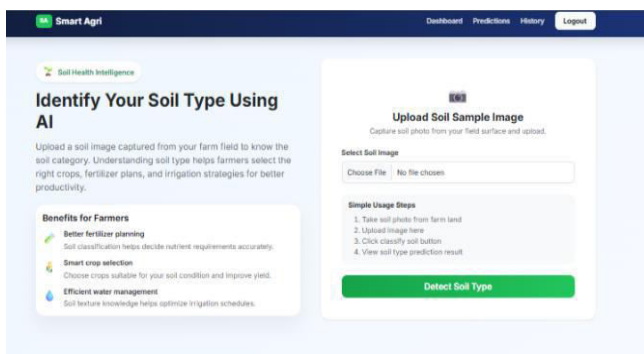 SA Smart Agri
Dashboard Predictions History Logout
Soil Health Intelligence
Identify Your Soil Type Using
AI
Upload a soil image captured from your farm field to know the
soil category. Understanding soil type helps farmers select the
right crops, fertilizer plans, and irrigation strategies for better
productivity.
Benefits for Farmers
Better fertilizer planning
Soil classification helps decide nutrient requirements accurately.
Smart crop selection
Choose crops suitable for your soil condition and improve yield.
Efficient water management
Soil texture knowledge helps optimize irrigation schedules.
Upload Soil Sample Image
Capture soil photo from your field surface and upload.
Select Soil Image
Choose File No file chosen
Simple Usage Steps
1. Take soil photo from farm land
2. Upload image here
3. Click classify soil button
4. View soil type prediction result
Detect Soil Type